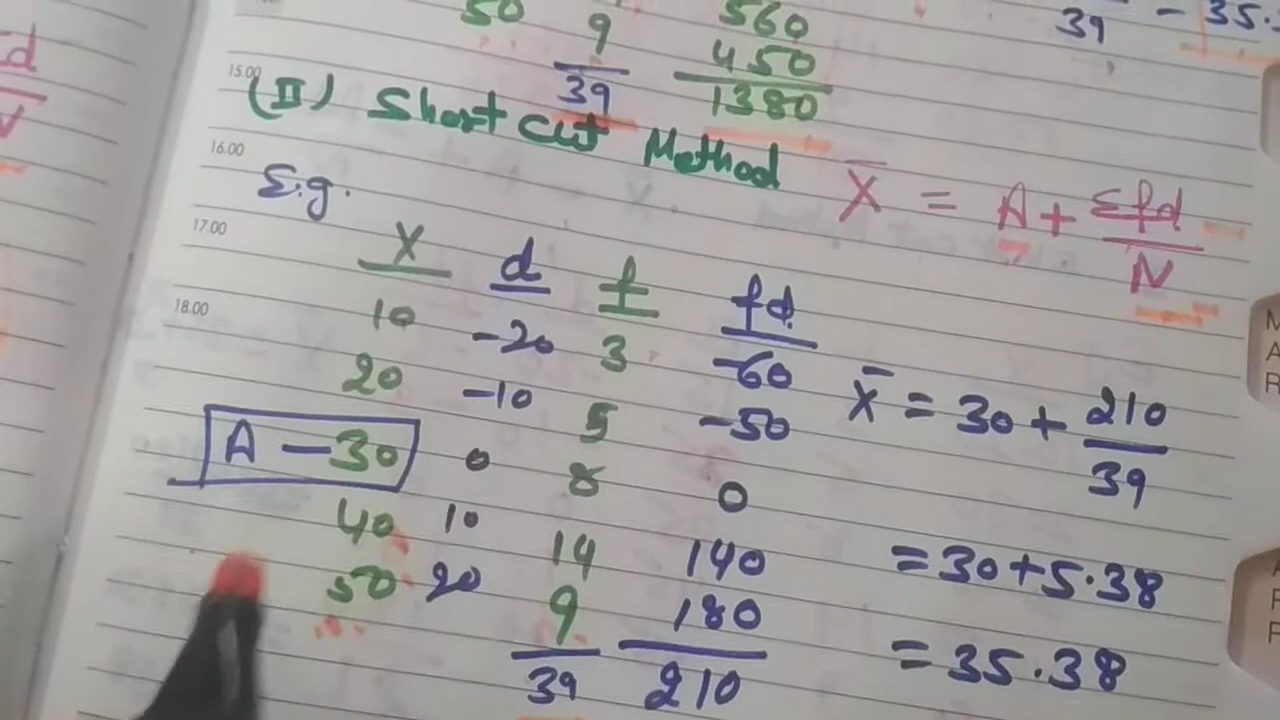 50 9 560
39 - 35.
450
15.00 39 1380
(II) Short cut Method
16.00
X̄ = A + Σfd / N
E.g.
17.00
X d f fd
18.00
10 -20 3 -60
20 -10 5 -50
X̄ = 30 + 210 / 39
A - 30 0 8 0
40 10 14 140
= 30 + 5.38
50 20 9 180
= 35.38
39 210